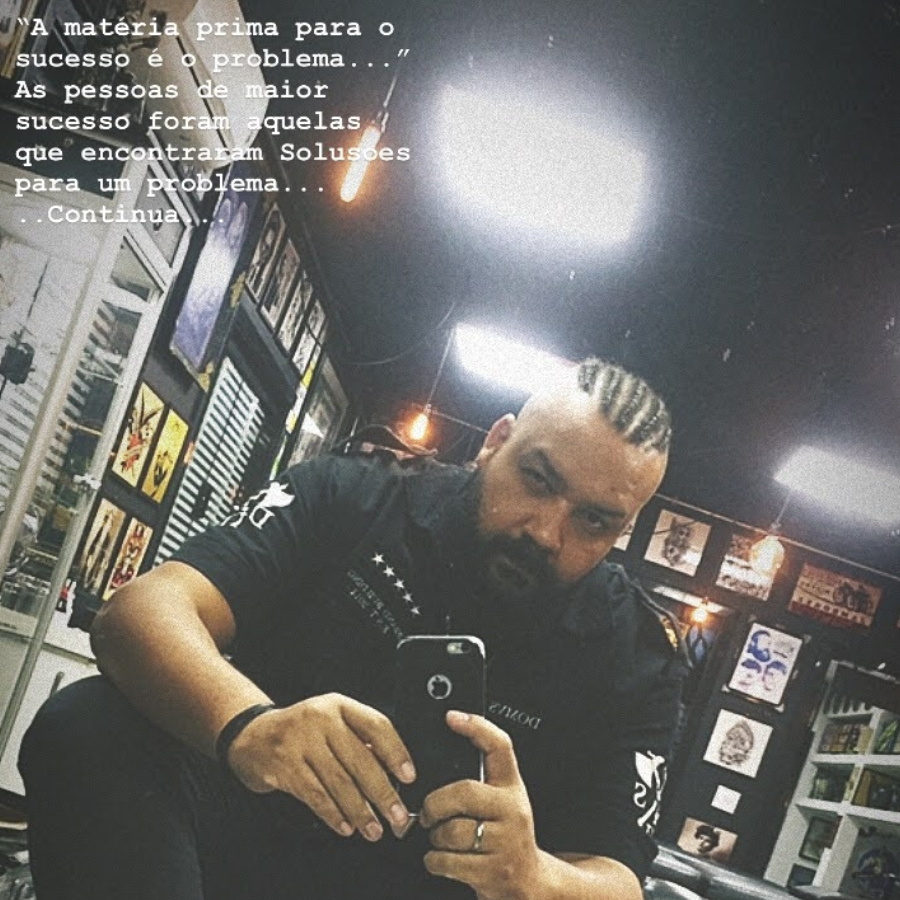 “A matéria prima para o
sucesso é o problema...”
As pessoas de maior
sucesso foram aquelas
que encontraram Solusões
para um problema...
..Continua...
DOMVS